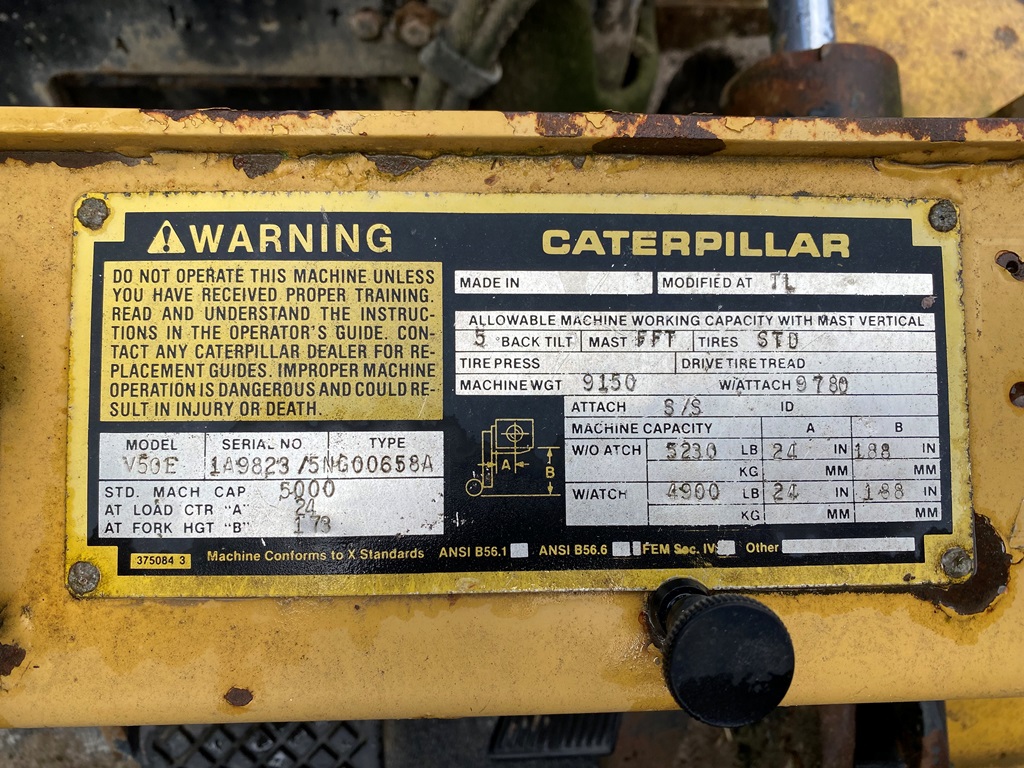 WARNING
DO NOT OPERATE THIS MACHINE UNLESS
YOU HAVE RECEIVED PROPER TRAINING.
READ AND UNDERSTAND THE INSTRUC-
TIONS IN THE OPERATOR'S GUIDE. CON-
TACT ANY CATERPILLAR DEALER FOR RE-
PLACEMENT GUIDES. IMPROPER MACHINE
OPERATION IS DANGEROUS AND COULD RE-
SULT IN INJURY OR DEATH.
MODEL SERIAL NO TYPE
V50E 1A9823 /5NG00658A
STD. MACH CAP 5000
AT LOAD CTR "A" 24
AT FORK HGT "B" 173
CATERPILLAR
MADE IN MODIFIED AT TL
ALLOWABLE MACHINE WORKING CAPACITY WITH MAST VERTICAL
5 °BACK TILT MAST FFT TIRES STD
TIRE PRESS DRIVE TIRE TREAD
MACHINE WGT 9150 W/ATTACH 9780
ATTACH S/S ID
MACHINE CAPACITY A B
W/O ATCH 5230 LB 24 IN 188 IN
KG MM MM
W/ATCH 4900 LB 24 IN 188 IN
KG MM MM
A
B
375084 3 Machine Conforms to X Standards ANSI B56.1 ANSI B56.6 FEM Sec. IV Other